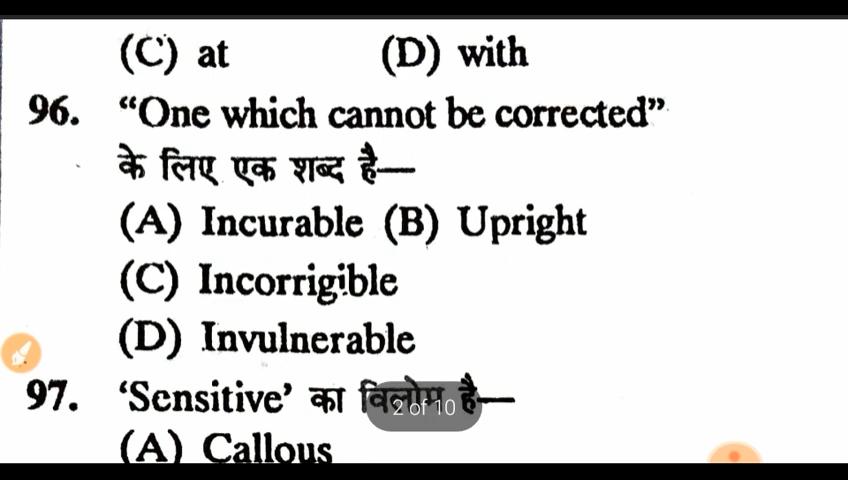 (C) at (D) with
96. “One which cannot be corrected”
के लिए एक शब्द है—
(A) Incurable (B) Upright
(C) Incorrigible
(D) Invulnerable
97. ‘Sensitive’ का विलोम है—
2 of 10
(A) Callous